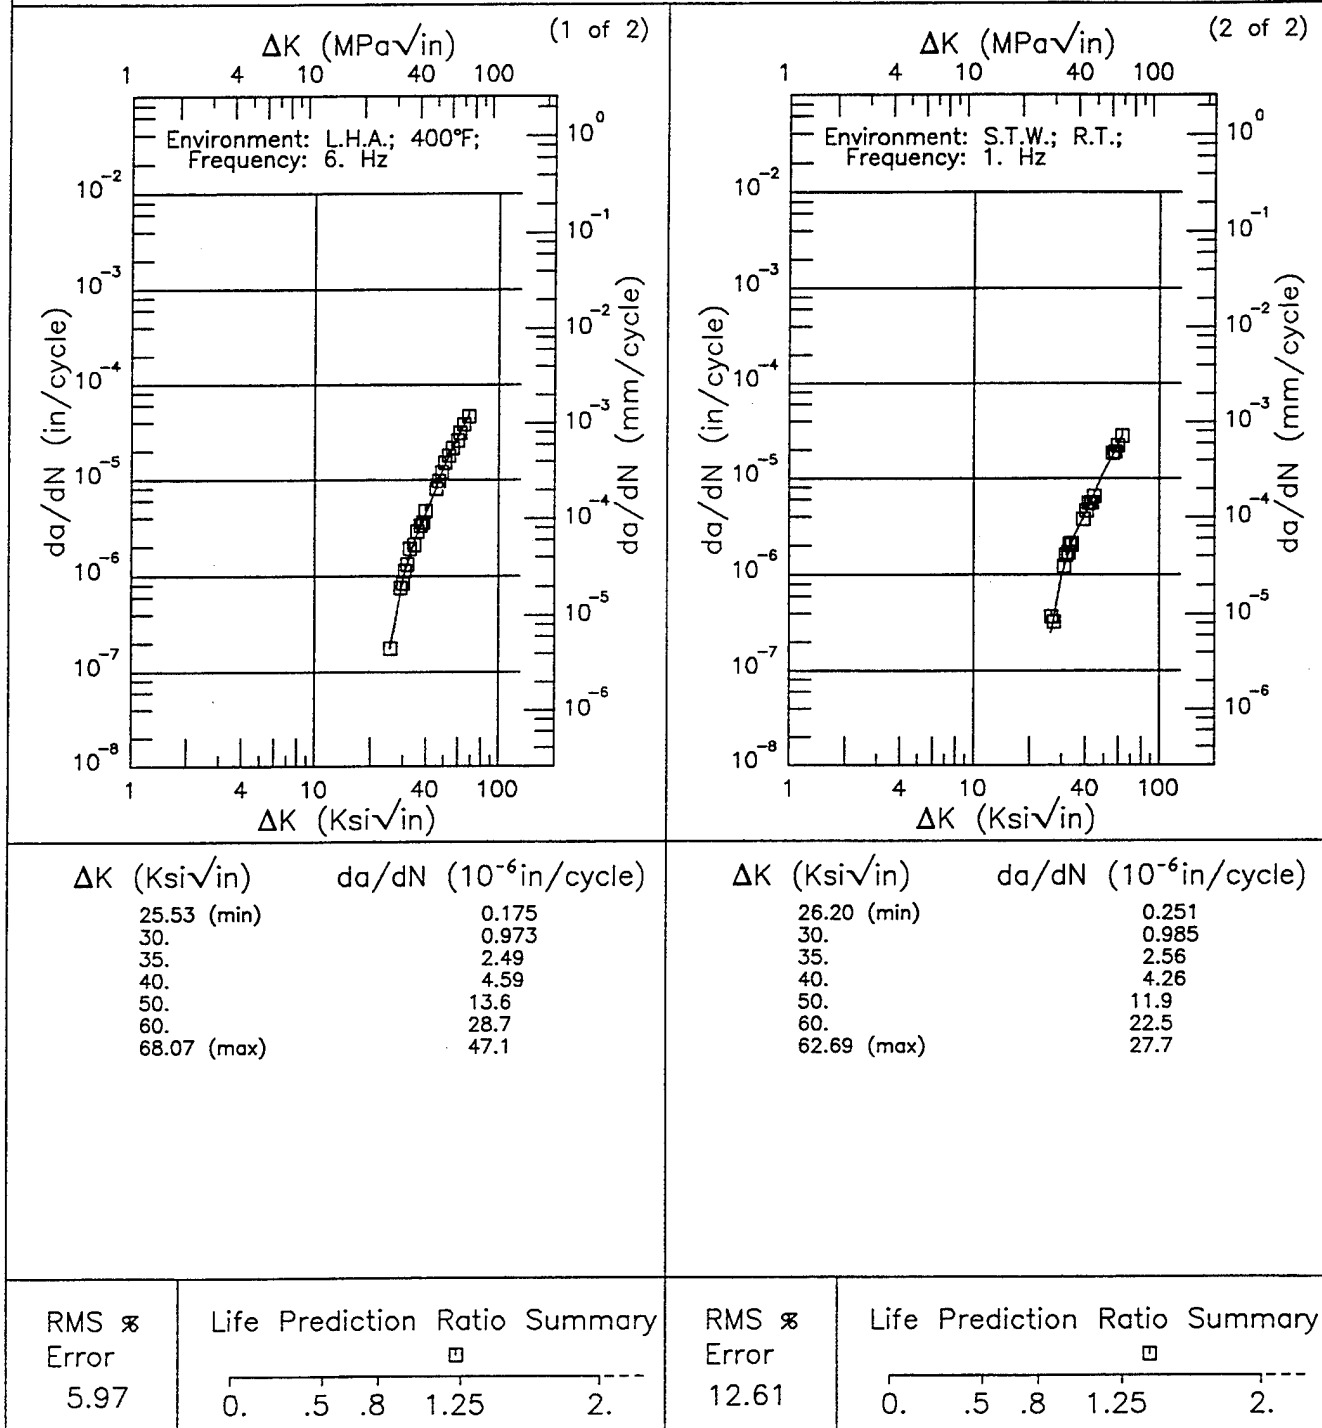 (1 of 2)
ΔK (MPa√in)
1 4 10 40 100
Environment: L.H.A.; 400°F;
Frequency: 6. Hz
10⁰
10⁻²
10⁻¹
10⁻³
10⁻²
10⁻⁴
10⁻³
10⁻⁵
10⁻⁴
10⁻⁶
10⁻⁵
10⁻⁷
10⁻⁶
10⁻⁸
da/dN (in/cycle)
da/dN (mm/cycle)
1 4 10 40 100
ΔK (Ksi√in)
ΔK (Ksi√in) da/dN (10⁻⁶in/cycle)
25.53 (min) 0.175
30. 0.973
35. 2.49
40. 4.59
50. 13.6
60. 28.7
68.07 (max) 47.1
RMS %
Error
5.97
Life Prediction Ratio Summary
0. .5 .8 1.25 2.
(2 of 2)
ΔK (MPa√in)
1 4 10 40 100
Environment: S.T.W.; R.T.;
Frequency: 1. Hz
10⁰
10⁻²
10⁻¹
10⁻³
10⁻²
10⁻⁴
10⁻³
10⁻⁵
10⁻⁴
10⁻⁶
10⁻⁵
10⁻⁷
10⁻⁶
10⁻⁸
da/dN (in/cycle)
da/dN (mm/cycle)
1 4 10 40 100
ΔK (Ksi√in)
ΔK (Ksi√in) da/dN (10⁻⁶in/cycle)
26.20 (min) 0.251
30. 0.985
35. 2.56
40. 4.26
50. 11.9
60. 22.5
62.69 (max) 27.7
RMS %
Error
12.61
Life Prediction Ratio Summary
0. .5 .8 1.25 2.